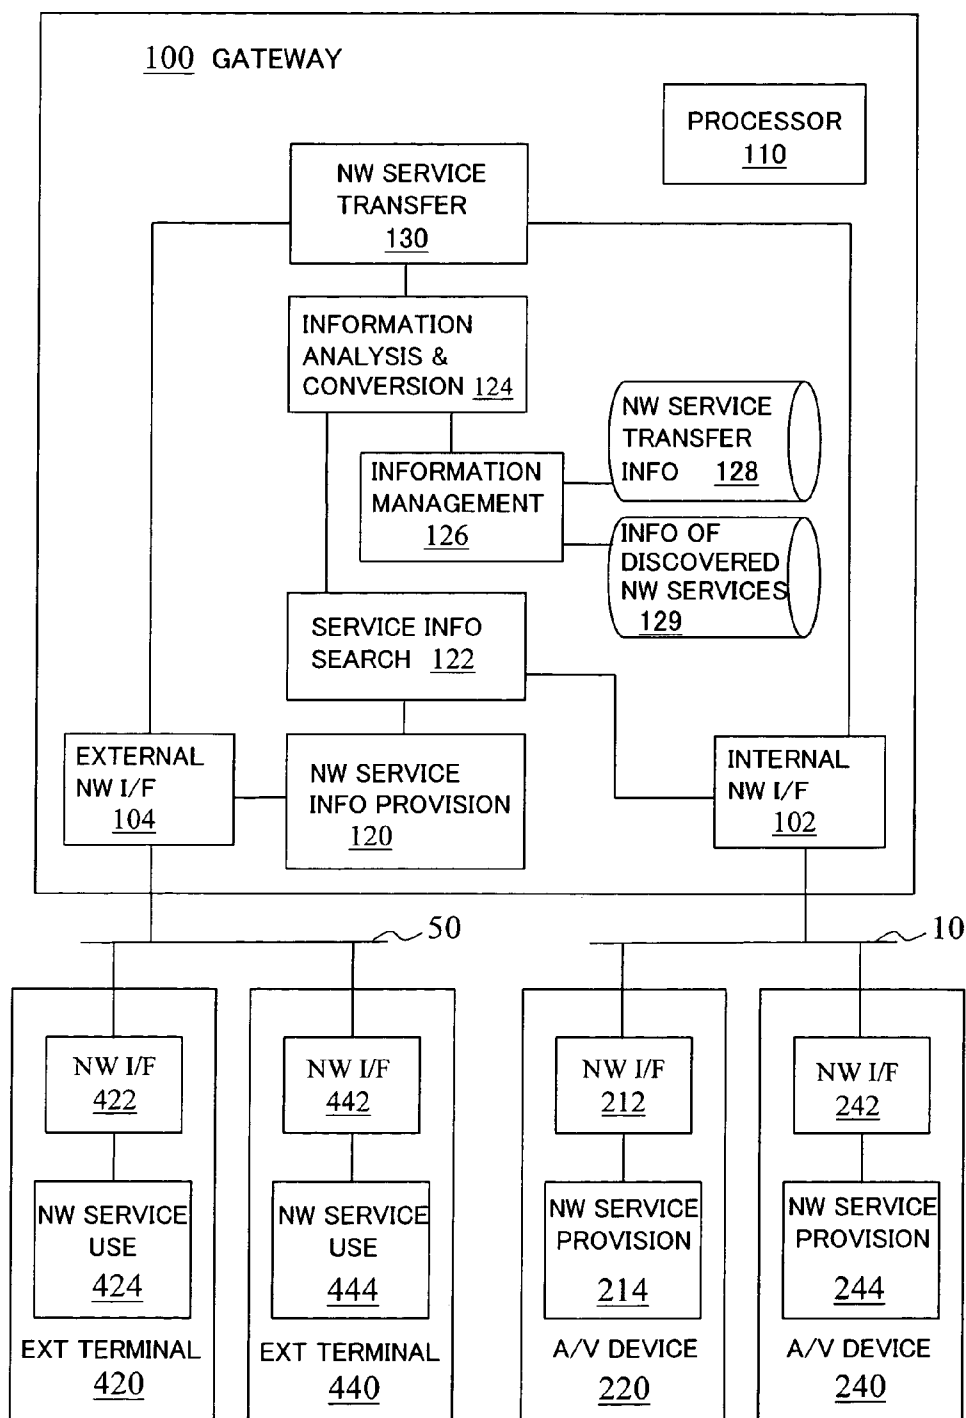 100 GATEWAY
PROCESSOR
110
NW SERVICE
TRANSFER
130
INFORMATION
ANALYSIS &
CONVERSION 124
NW SERVICE
TRANSFER
INFO 128
INFORMATION
MANAGEMENT
126
INFO OF
DISCOVERED
NW SERVICES
129
SERVICE INFO
SEARCH 122
EXTERNAL
NW I/F
104
NW SERVICE
INFO PROVISION
120
INTERNAL
NW I/F
102
50
10
NW I/F
422
NW SERVICE
USE
424
EXT TERMINAL
420
NW I/F
442
NW SERVICE
USE
444
EXT TERMINAL
440
NW I/F
212
NW SERVICE
PROVISION
214
A/V DEVICE
220
NW I/F
242
NW SERVICE
PROVISION
244
A/V DEVICE
240